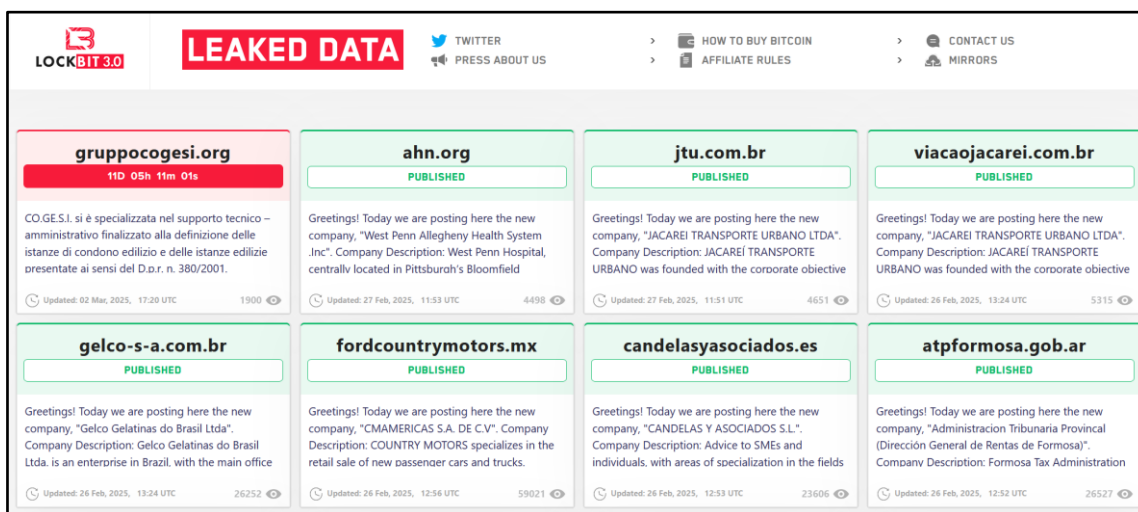 LOCKBIT 3.0
LEAKED DATA
TWITTER
PRESS ABOUT US
> HOW TO BUY BITCOIN
> AFFILIATE RULES
> CONTACT US
> MIRRORS
gruppocogesi.org
11D 05h 11m 01s
CO.GE.S.I. si è specializzata nel supporto tecnico –
amministrativo finalizzato alla definizione delle
istanze di condono edilizio e delle istanze edilizie
presentate ai sensi del D.p.r. n. 380/2001.
Updated: 02 Mar, 2025, 17:20 UTC 1900
ahn.org
PUBLISHED
Greetings! Today we are posting here the new
company, "West Penn Allegheny Health System
.Inc". Company Description: West Penn Hospital,
centrally located in Pittsburgh's Bloomfield
Updated: 27 Feb, 2025, 11:53 UTC 4498
jtu.com.br
PUBLISHED
Greetings! Today we are posting here the new
company, "JACAREI TRANSPORTE URBANO LTDA".
Company Description: JACAREÍ TRANSPORTE
URBANO was founded with the corporate objective
Updated: 27 Feb, 2025, 11:51 UTC 4651
viacaojacarei.com.br
PUBLISHED
Greetings! Today we are posting here the new
company, "JACAREI TRANSPORTE URBANO LTDA".
Company Description: JACAREÍ TRANSPORTE
URBANO was founded with the corporate objective
Updated: 26 Feb, 2025, 13:24 UTC 5315
gelco-s-a.com.br
PUBLISHED
Greetings! Today we are posting here the new
company, "Gelco Gelatinas do Brasil Ltda".
Company Description: Gelco Gelatinas do Brasil
Ltda. is an enterprise in Brazil, with the main office
Updated: 26 Feb, 2025, 13:24 UTC 26252
fordcountrymotors.mx
PUBLISHED
Greetings! Today we are posting here the new
company, "CMAMERICAS S.A. DE C.V". Company
Description: COUNTRY MOTORS specializes in the
retail sale of new passenger cars and trucks.
Updated: 26 Feb, 2025, 12:56 UTC 59021
candelasyasociados.es
PUBLISHED
Greetings! Today we are posting here the new
company, "CANDELAS Y ASOCIADOS S.L.".
Company Description: Advice to SMEs and
individuals, with areas of specialization in the fields
Updated: 26 Feb, 2025, 12:53 UTC 23606
atpformosa.gob.ar
PUBLISHED
Greetings! Today we are posting here the new
company, "Administracion Tributaria Provincal
(Dirección General de Rentas de Formosa)".
Company Description: Formosa Tax Administration
Updated: 26 Feb, 2025, 12:52 UTC 26527